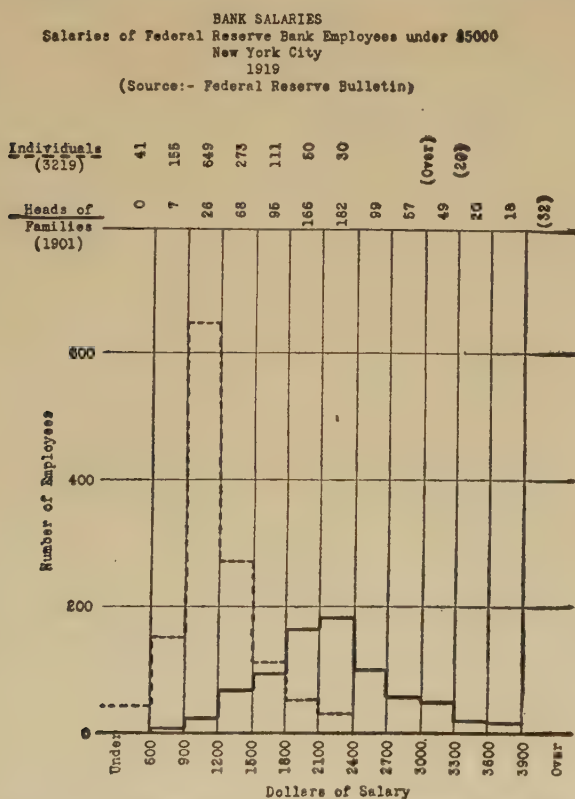 BANK SALARIES
Salaries of Federal Reserve Bank Employees under $5000
New York City
1919
(Source:- Federal Reserve Bulletin)
Individuals 41 155 649 273 111 50 30 (Over) (20)
(3219)
Heads of 0 7 26 68 95 166 182 99 57 49 20 18 (32)
Families
(1901)
600
400
200
0
Number of Employees
Under 600 900 1200 1500 1800 2100 2400 2700 3000 3300 3600 3900 Over
Dollars of Salary